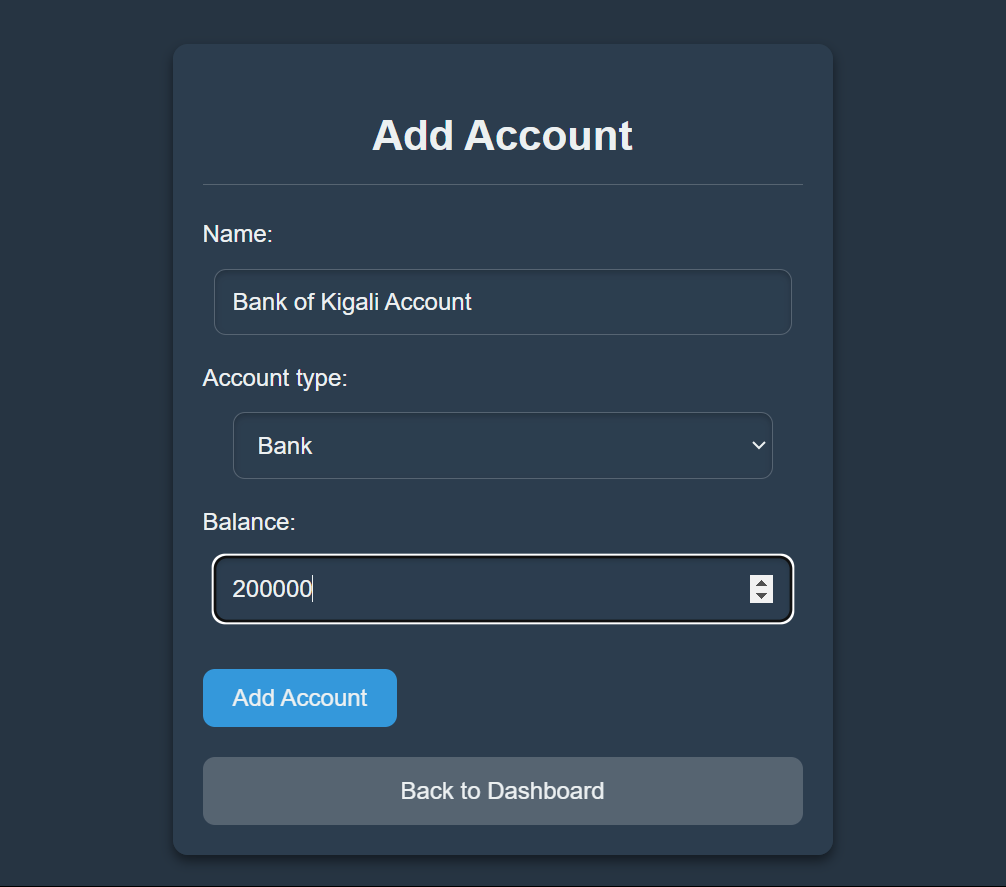 Add Account
Name:
Bank of Kigali Account
Account type:
Bank
Balance:
200000
Add Account
Back to Dashboard